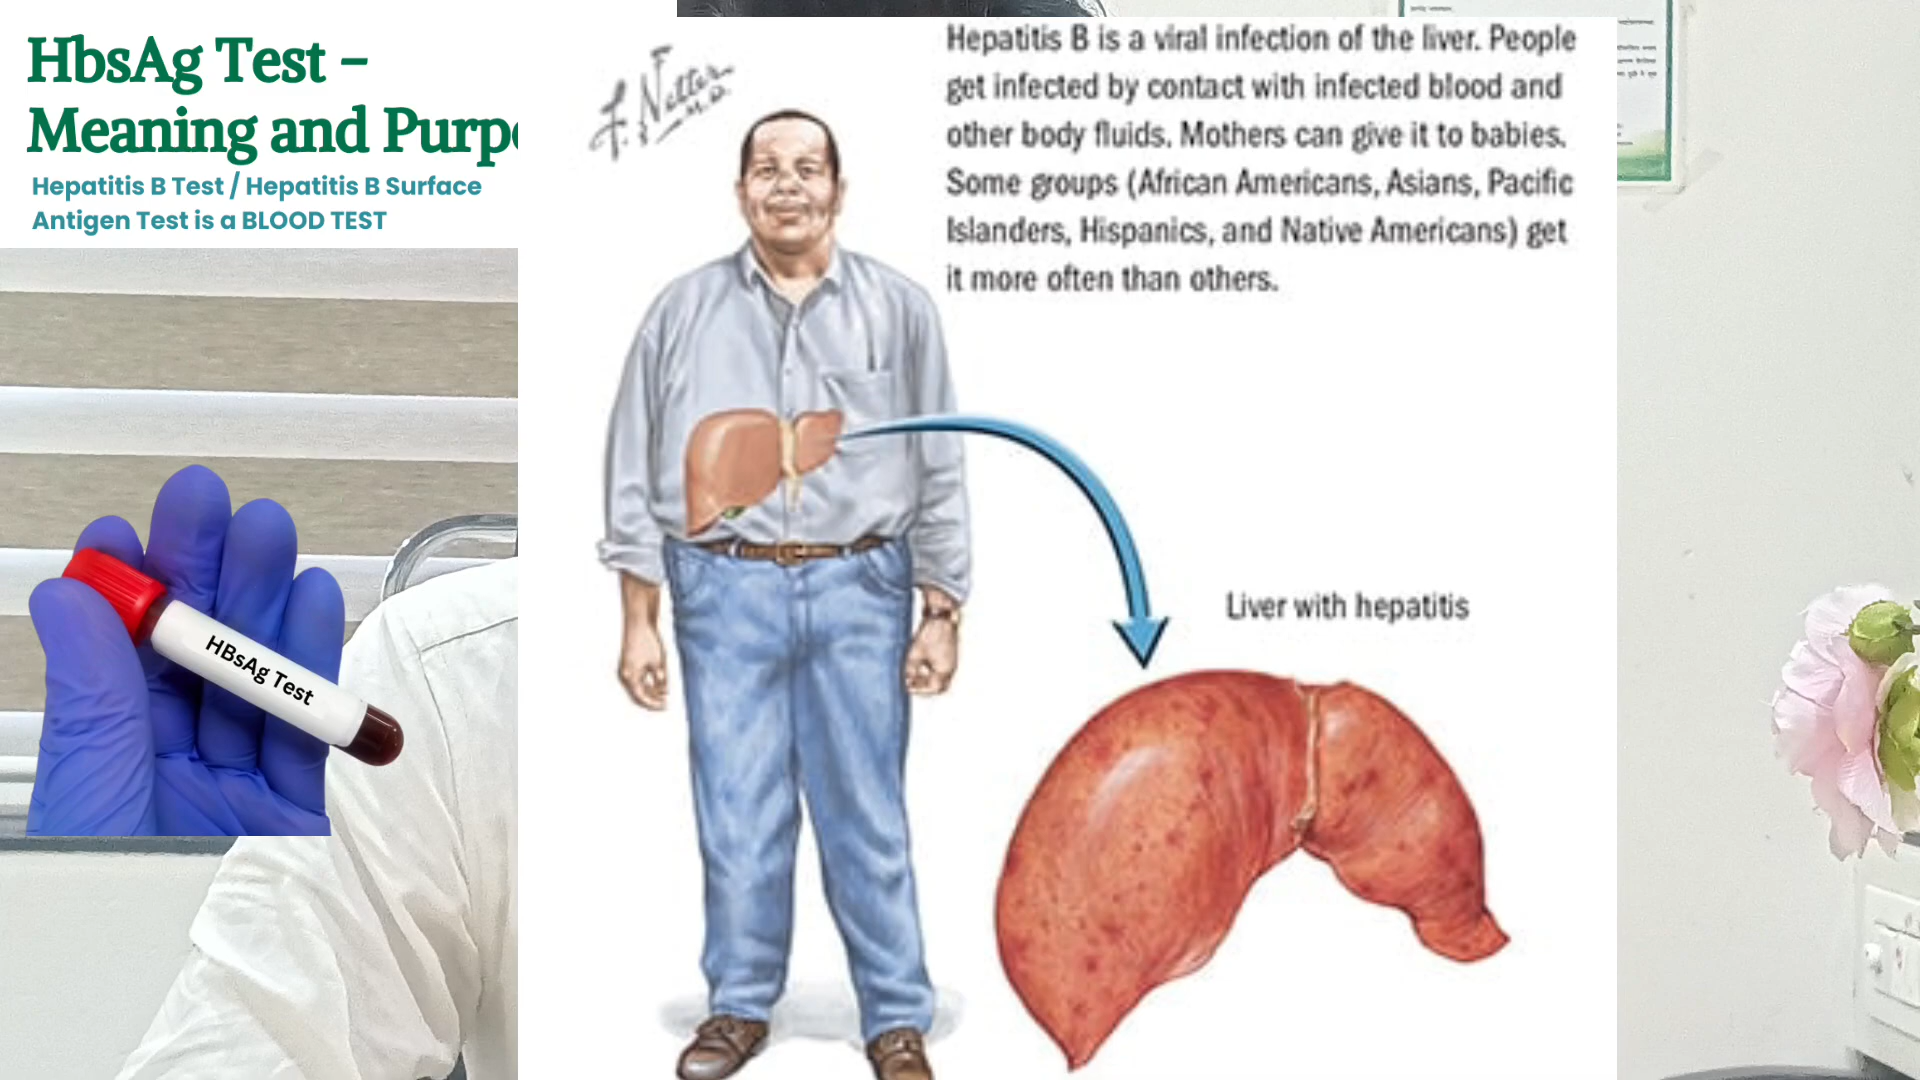 HbsAg Test –
Meaning and Purp
Hepatitis B Test / Hepatitis B Surface
Antigen Test is a BLOOD TEST
HBsAg Test
F. Netter
M.D.
Hepatitis B is a viral infection of the liver. People
get infected by contact with infected blood and
other body fluids. Mothers can give it to babies.
Some groups (African Americans, Asians, Pacific
Islanders, Hispanics, and Native Americans) get
it more often than others.
Liver with hepatitis